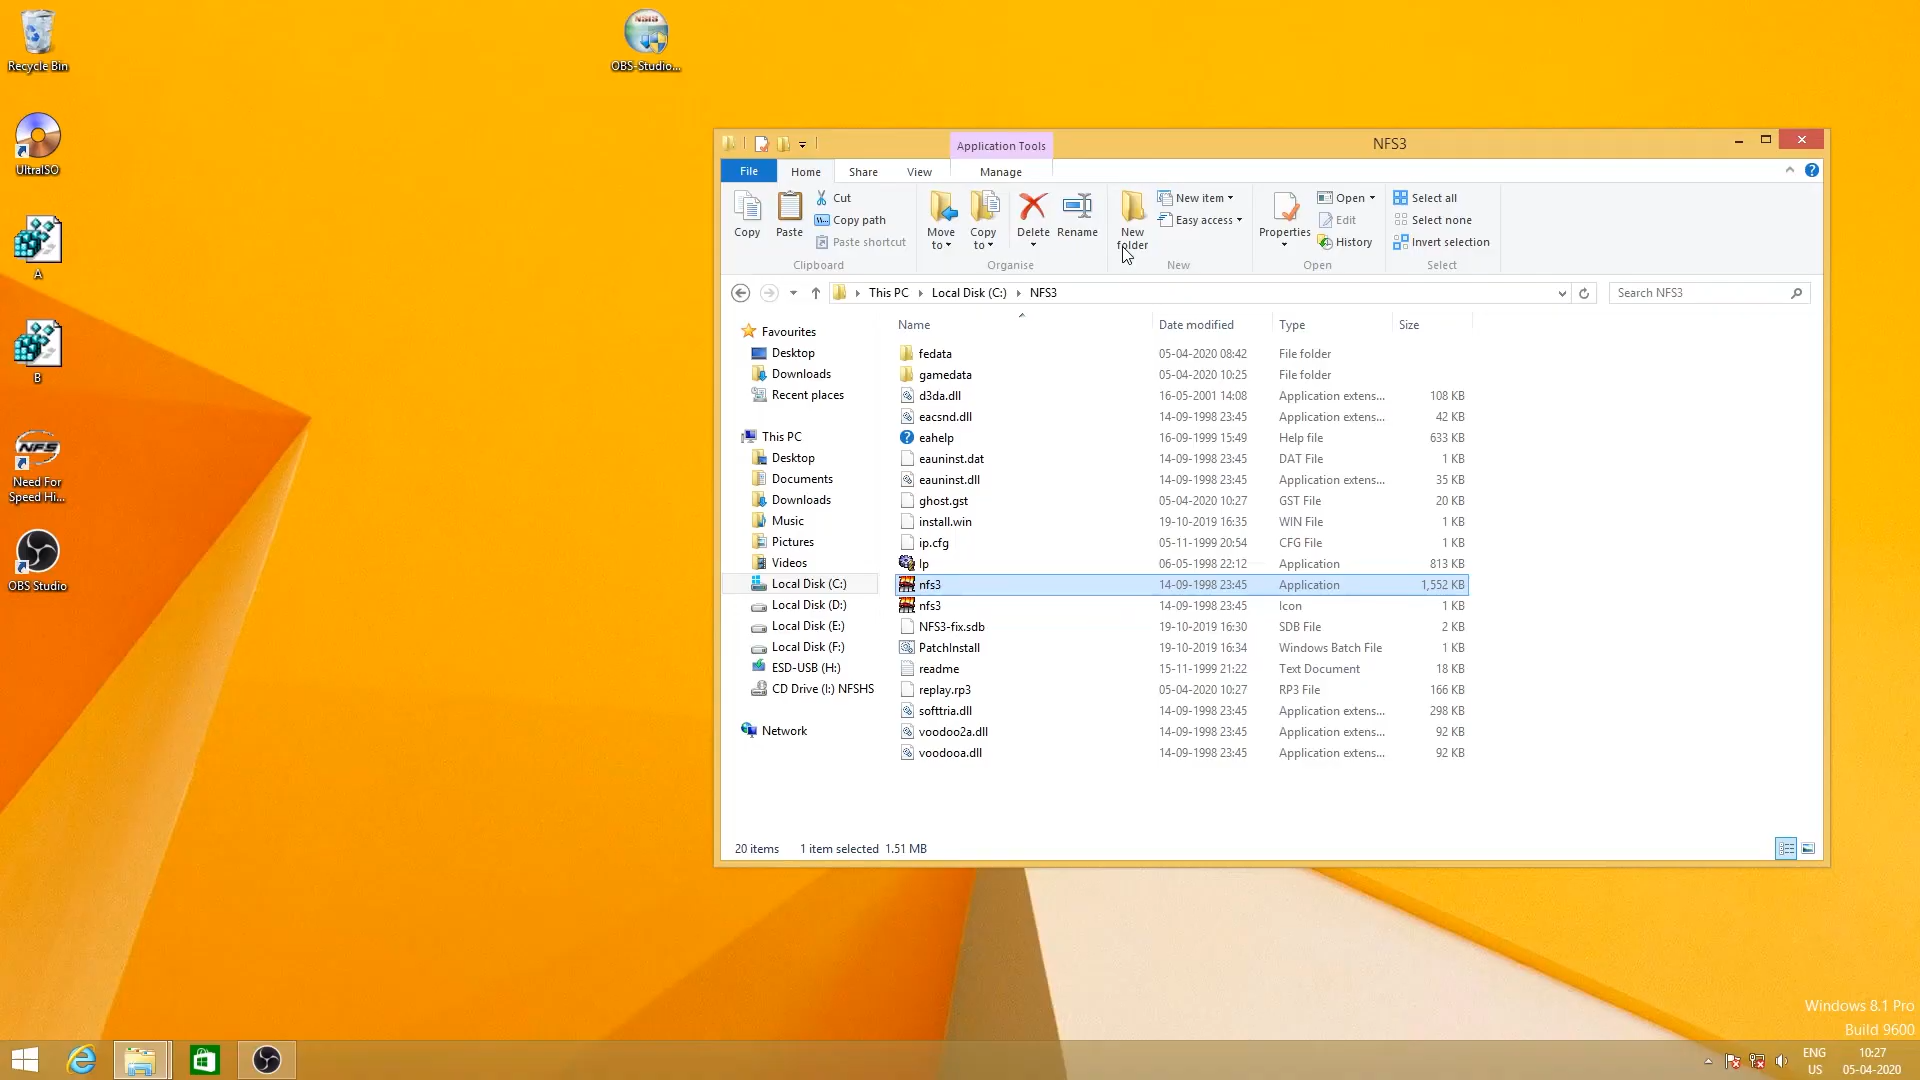 Recycle Bin
NSIS
OBS-Studio...
UltraISO
A
B
NFS
Need For
Speed Hi...
OBS Studio
Application Tools
NFS3
File
Home
Share
View
Manage
Copy
Paste
Cut
Copy path
Paste shortcut
Clipboard
Move
to
Copy
to
Delete
Rename
Organise
New
folder
New item
Easy access
New
Properties
Open
Edit
History
Open
Select all
Select none
Invert selection
Select
This PC
Local Disk (C:)
NFS3
Search NFS3
Favourites
Desktop
Downloads
Recent places
This PC
Desktop
Documents
Downloads
Music
Pictures
Videos
Local Disk (C:)
Local Disk (D:)
Local Disk (E:)
Local Disk (F:)
ESD-USB (H:)
CD Drive (I:) NFSHS
Network
Name Date modified Type Size
fedata 05-04-2020 08:42 File folder
gamedata 05-04-2020 10:25 File folder
d3da.dll 16-05-2001 14:08 Application extens... 108 KB
eacsnd.dll 14-09-1998 23:45 Application extens... 42 KB
eahelp 16-09-1999 15:49 Help file 633 KB
eauninst.dat 14-09-1998 23:45 DAT File 1 KB
eauninst.dll 14-09-1998 23:45 Application extens... 35 KB
ghost.gst 05-04-2020 10:27 GST File 20 KB
install.win 19-10-2019 16:35 WIN File 1 KB
ip.cfg 05-11-1999 20:54 CFG File 1 KB
lp 06-05-1998 22:12 Application 813 KB
nfs3 14-09-1998 23:45 Application 1,552 KB
nfs3 14-09-1998 23:45 Icon 1 KB
NFS3-fix.sdb 19-10-2019 16:30 SDB File 2 KB
PatchInstall 19-10-2019 16:34 Windows Batch File 1 KB
readme 15-11-1999 21:22 Text Document 18 KB
replay.rp3 05-04-2020 10:27 RP3 File 166 KB
softtria.dll 14-09-1998 23:45 Application extens... 298 KB
voodoo2a.dll 14-09-1998 23:45 Application extens... 92 KB
voodooa.dll 14-09-1998 23:45 Application extens... 92 KB
20 items 1 item selected 1.51 MB
Windows 8.1 Pro
Build 9600
ENG
US
10:27
05-04-2020